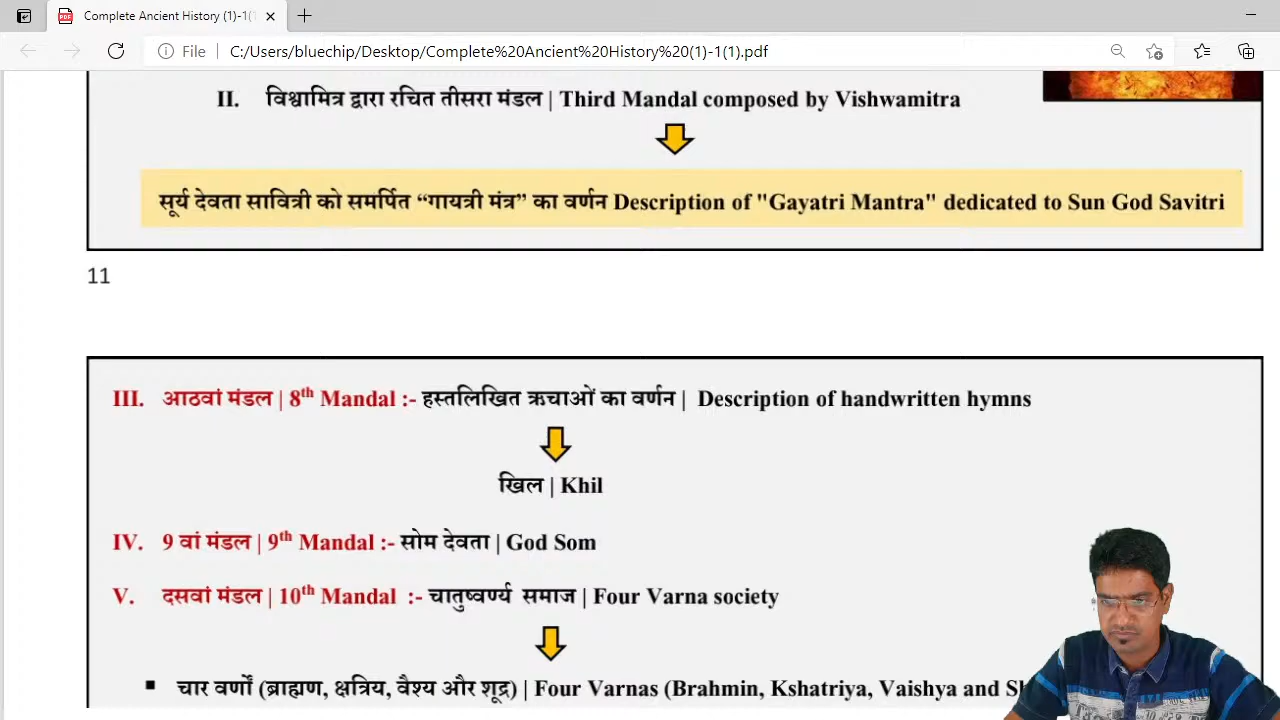 Complete Ancient History (1)-1(1
File C:/Users/bluechip/Desktop/Complete%20Ancient%20History%20(1)-1(1).pdf
II. विश्वामित्र द्वारा रचित तीसरा मंडल | Third Mandal composed by Vishwamitra
सूर्य देवता सावित्री को समर्पित “गायत्री मंत्र” का वर्णन Description of "Gayatri Mantra" dedicated to Sun God Savitri
11
III. आठवां मंडल | 8th Mandal :- हस्तलिखित ऋचाओं का वर्णन | Description of handwritten hymns
खिल | Khil
IV. 9 वां मंडल | 9th Mandal :- सोम देवता | God Som
V. दसवां मंडल | 10th Mandal :- चातुष्वर्ण्य समाज | Four Varna society
▪ चार वर्णों (ब्राह्मण, क्षत्रिय, वैश्य और शूद्र) | Four Varnas (Brahmin, Kshatriya, Vaishya and